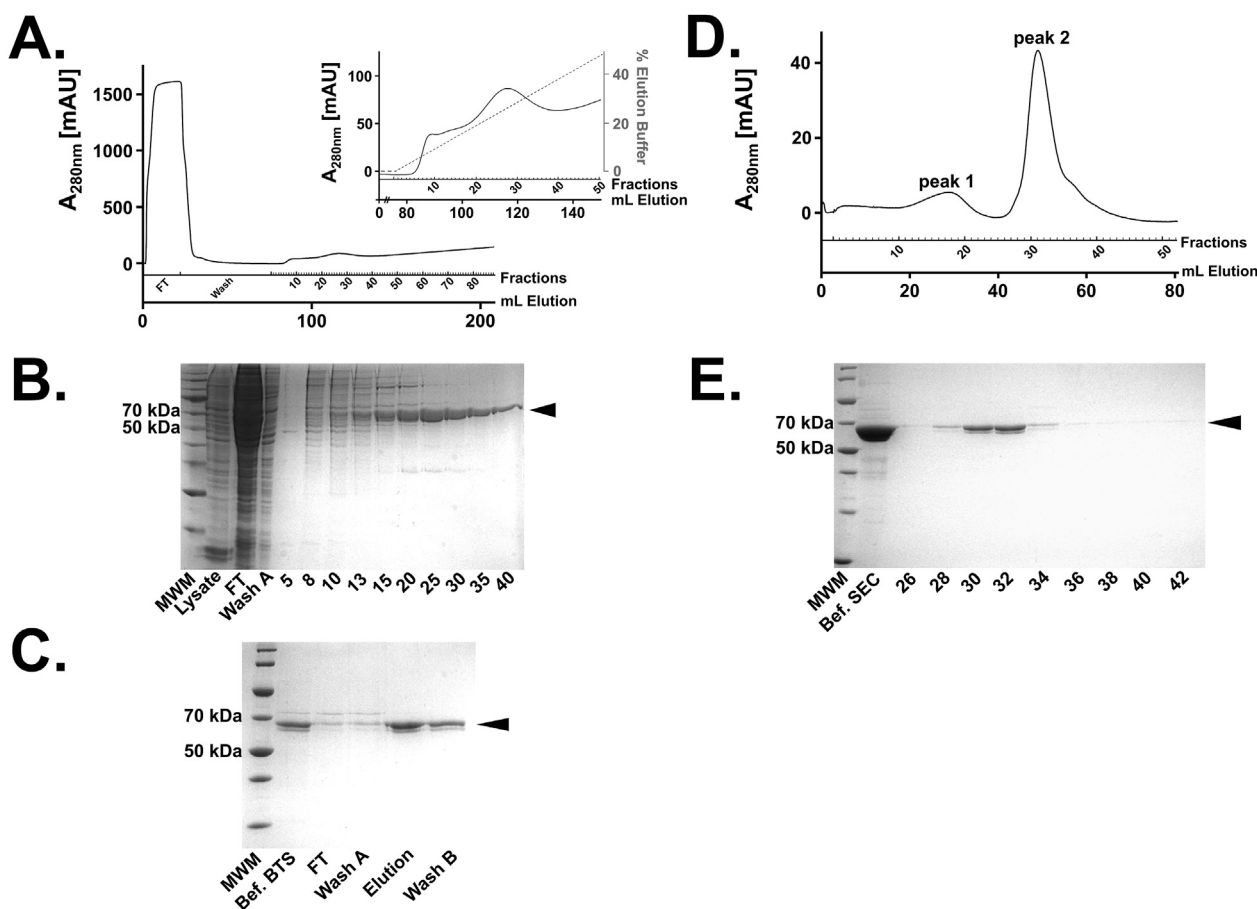 A.
A280nm [mAU]
1500
1000
500
0
FT
Wash
10
20
30
40
50
60
70
80
Fractions
mL Elution
0
100
200
A280nm [mAU]
100
50
0
% Elution Buffer
40
20
0
10
20
30
40
50
Fractions
mL Elution
0
80
100
120
140
B.
70 kDa
50 kDa
MWM
Lysate
FT
Wash A
5
8
10
13
15
20
25
30
35
40
C.
70 kDa
50 kDa
MWM
Bef. BTS
FT
Wash A
Elution
Wash B
D.
A280nm [mAU]
40
20
0
peak 1
peak 2
10
20
30
40
50
Fractions
mL Elution
0
20
40
60
80
E.
70 kDa
50 kDa
MWM
Bef. SEC
26
28
30
32
34
36
38
40
42